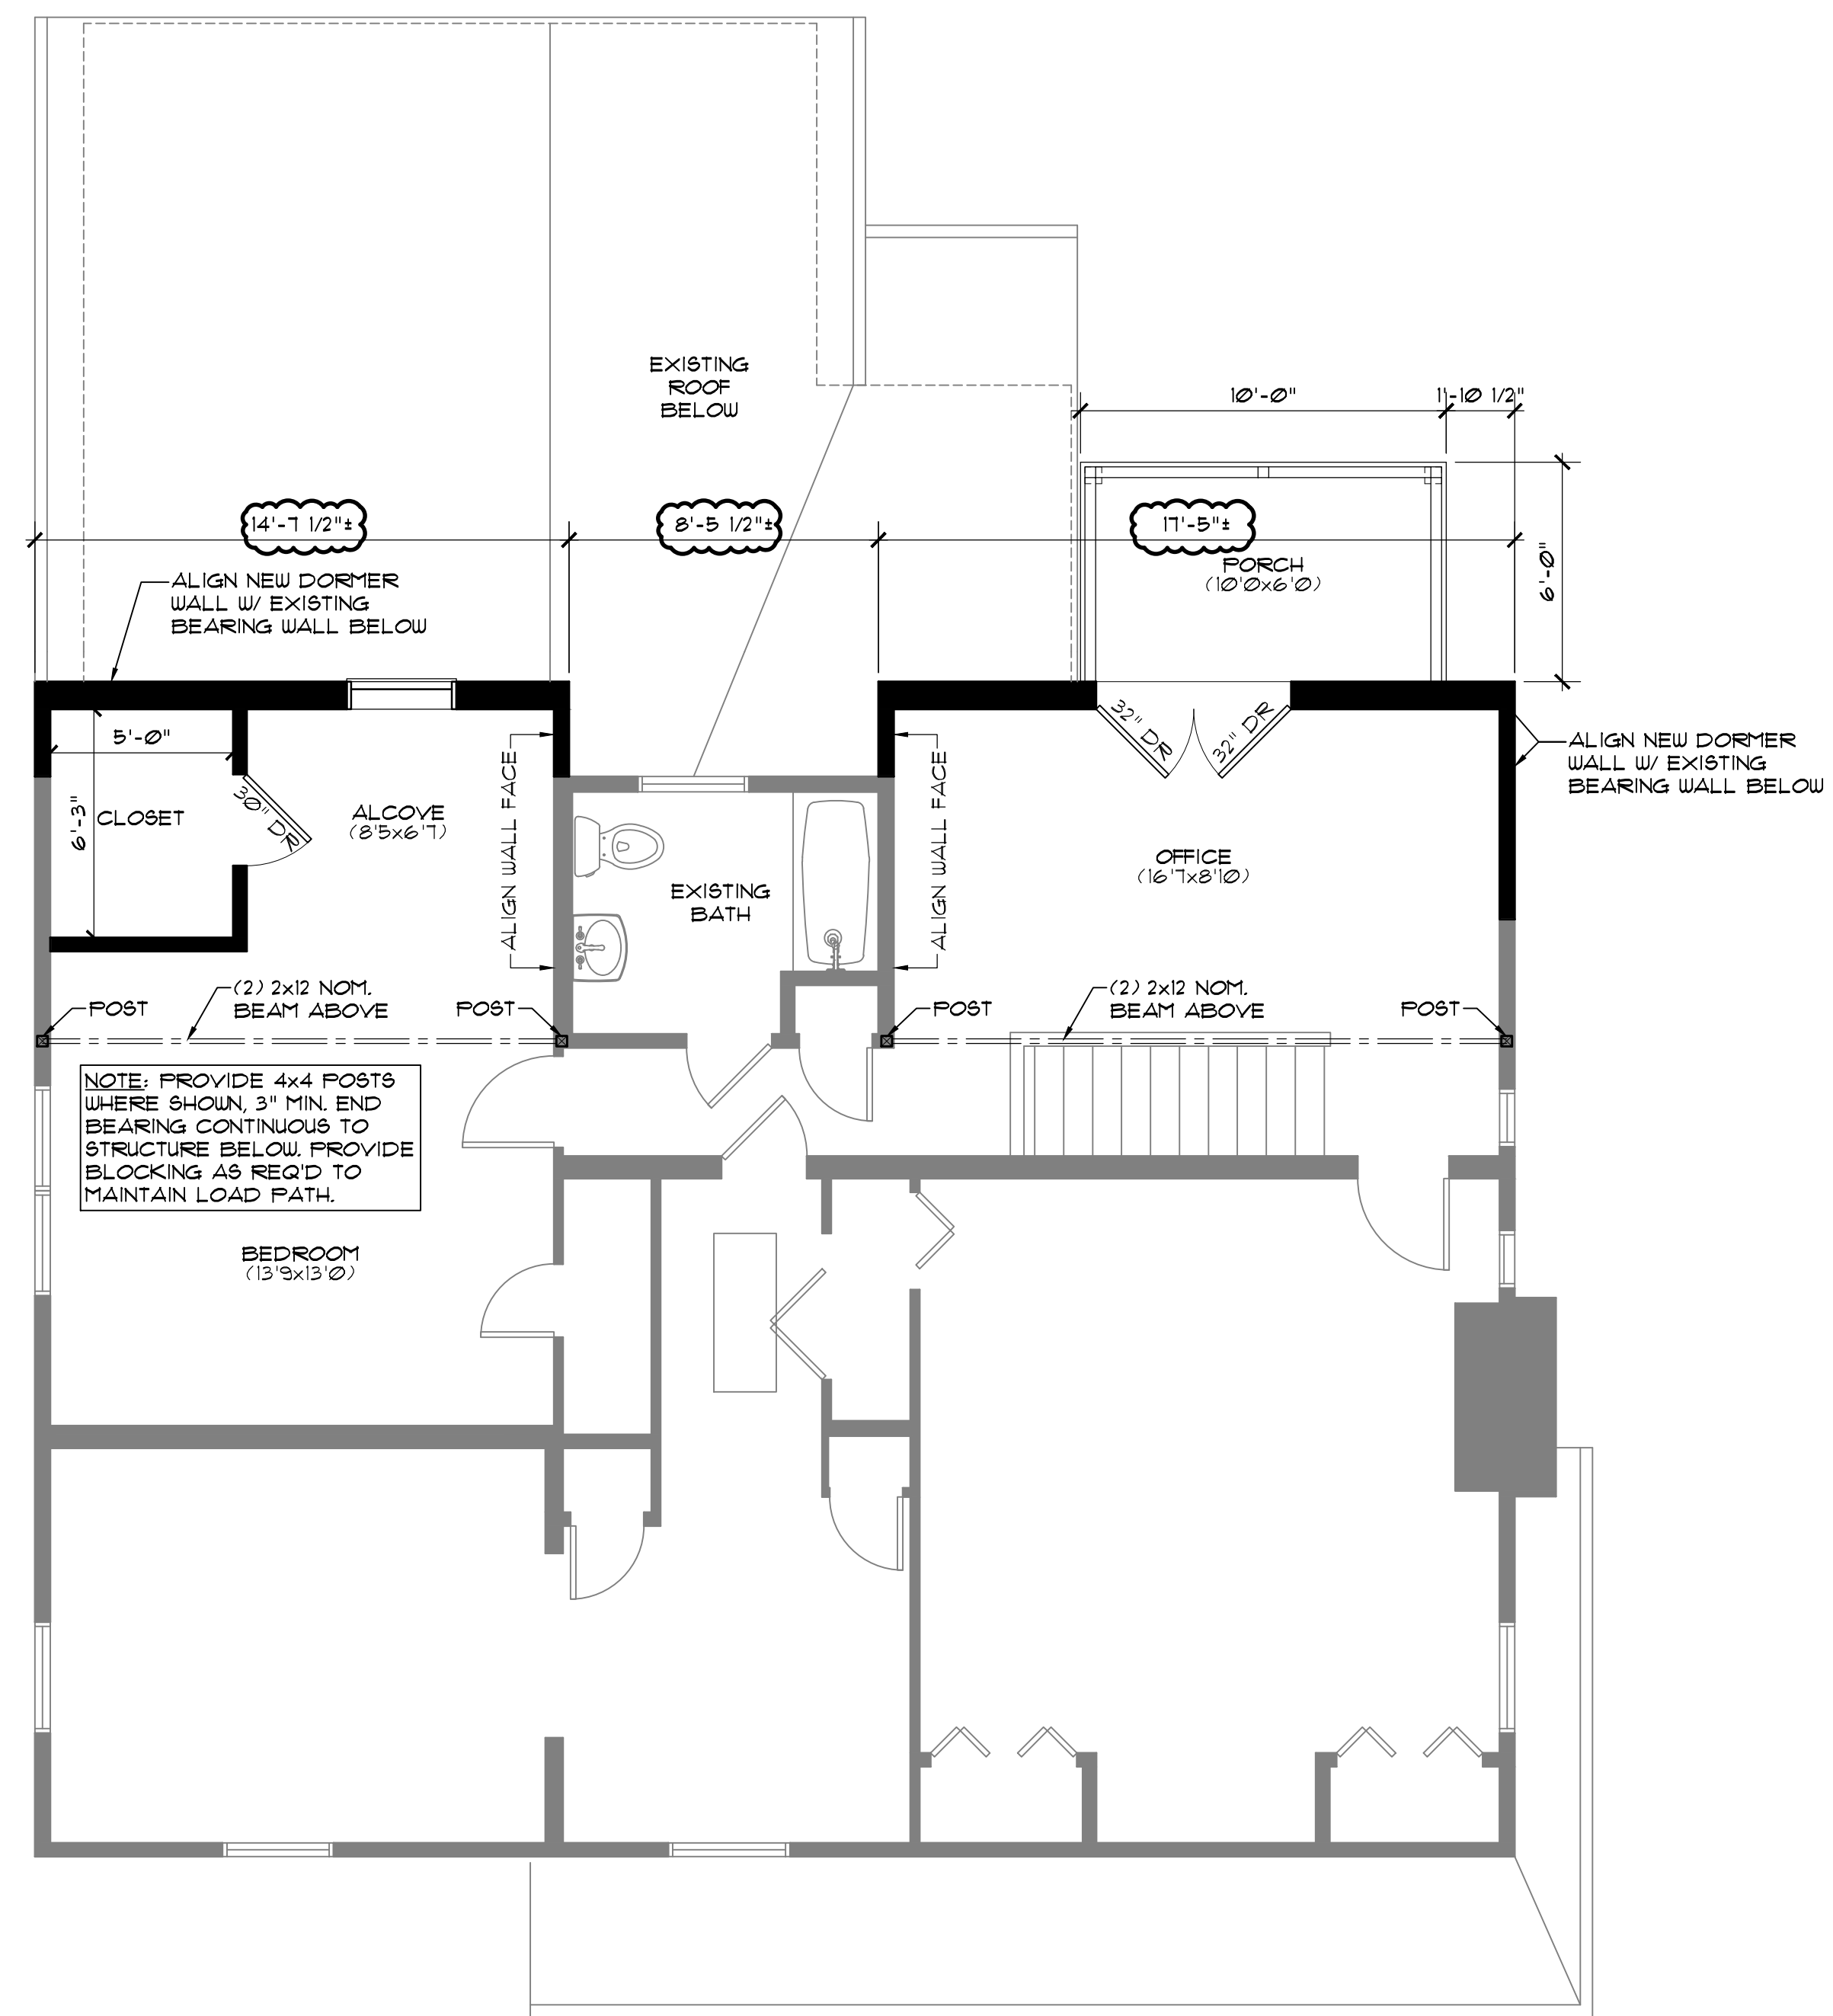 EXISTING
ROOF
BELOW
10'-0"
1'-10 1/2"
14'-7 1/2"±
8'-5 1/2"±
17'-5"±
PORCH
(10'0x6'0)
6'-0"
ALIGN NEW DORMER
WALL W/ EXISTING
BEARING WALL BELOW
5'-0"
6'-3"
CLOSET
30" DR
ALCOVE
(8'5x6'7)
ALIGN WALL FACE
EXISTING
BATH
ALIGN WALL FACE
32" DR
32" DR
OFFICE
(16'7x8'10)
ALIGN NEW DORMER
WALL W/ EXISTING
BEARING WALL BELOW
POST
(2) 2x12 NOM.
BEAM ABOVE
POST
POST
(2) 2x12 NOM.
BEAM ABOVE
POST
NOTE: PROVIDE 4x4 POSTS
WHERE SHOWN, 3" MIN. END
BEARING CONTINUOUS TO
STRUCTURE BELOW. PROVIDE
BLOCKING AS REQ'D TO
MAINTAIN LOAD PATH.
BEDROOM
(13'9x13'0)